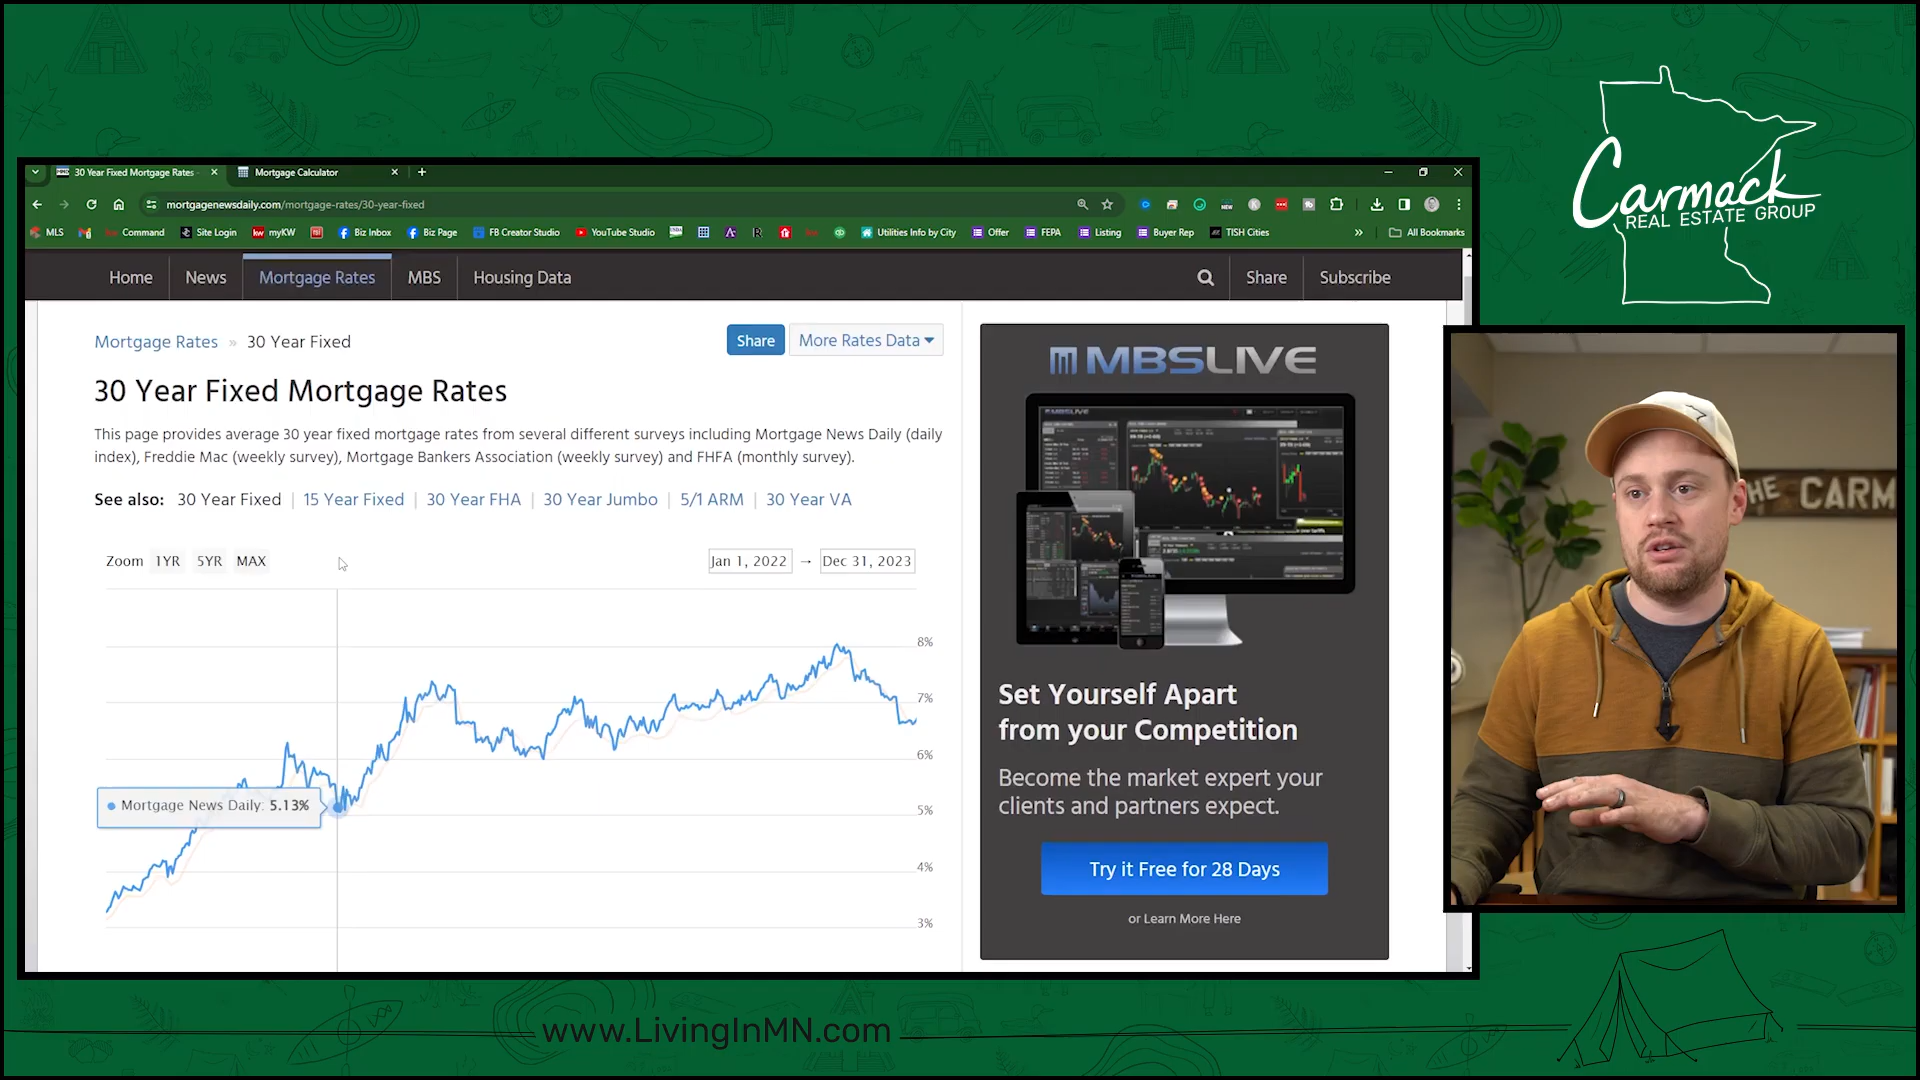 30 Year Fixed Mortgage Rates
Mortgage Calculator
mortgagenewsdaily.com/mortgage-rates/30-year-fixed
MLS Command Site Login myKW Biz Inbox Biz Page FB Creator Studio YouTube Studio Utilities Info by City Offer FEPA Listing Buyer Rep TISH Cities » All Bookmarks
Home News Mortgage Rates MBS Housing Data Share Subscribe
Mortgage Rates » 30 Year Fixed
Share More Rates Data
30 Year Fixed Mortgage Rates
This page provides average 30 year fixed mortgage rates from several different surveys including Mortgage News Daily (daily
index), Freddie Mac (weekly survey), Mortgage Bankers Association (weekly survey) and FHFA (monthly survey).
See also: 30 Year Fixed | 15 Year Fixed | 30 Year FHA | 30 Year Jumbo | 5/1 ARM | 30 Year VA
Zoom 1YR 5YR MAX
Jan 1, 2022 → Dec 31, 2023
8%
7%
6%
5%
4%
3%
Mortgage News Daily: 5.13%
MBSLIVE
Set Yourself Apart
from your Competition
Become the market expert your
clients and partners expect.
Try it Free for 28 Days
or Learn More Here
Carmack
REAL ESTATE GROUP
THE CARM
www.LivingInMN.com